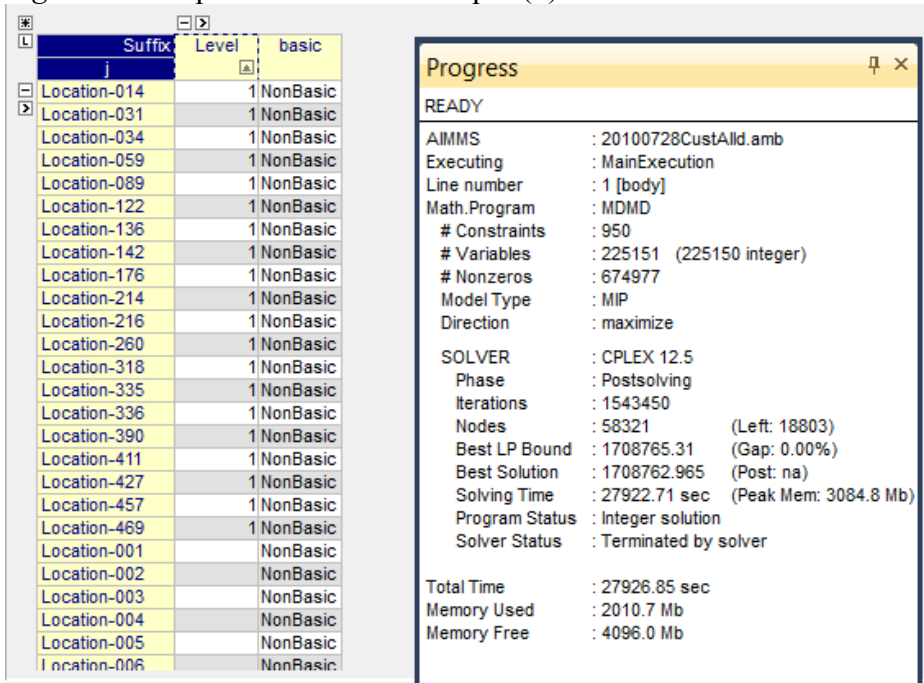 Suffix Level basic
j
Location-014 1 NonBasic
Location-031 1 NonBasic
Location-034 1 NonBasic
Location-059 1 NonBasic
Location-089 1 NonBasic
Location-122 1 NonBasic
Location-136 1 NonBasic
Location-142 1 NonBasic
Location-176 1 NonBasic
Location-214 1 NonBasic
Location-216 1 NonBasic
Location-260 1 NonBasic
Location-318 1 NonBasic
Location-335 1 NonBasic
Location-336 1 NonBasic
Location-390 1 NonBasic
Location-411 1 NonBasic
Location-427 1 NonBasic
Location-457 1 NonBasic
Location-469 1 NonBasic
Location-001 NonBasic
Location-002 NonBasic
Location-003 NonBasic
Location-004 NonBasic
Location-005 NonBasic
Location-006 NonBasic
Progress
READY
AIMMS : 20100728CustAlld.amb
Executing : MainExecution
Line number : 1 [body]
Math.Program : MDMD
# Constraints : 950
# Variables : 225151 (225150 integer)
# Nonzeros : 674977
Model Type : MIP
Direction : maximize
SOLVER : CPLEX 12.5
Phase : Postsolving
Iterations : 1543450
Nodes : 58321 (Left: 18803)
Best LP Bound : 1708765.31 (Gap: 0.00%)
Best Solution : 1708762.965 (Post: na)
Solving Time : 27922.71 sec (Peak Mem: 3084.8 Mb)
Program Status : Integer solution
Solver Status : Terminated by solver
Total Time : 27926.85 sec
Memory Used : 2010.7 Mb
Memory Free : 4096.0 Mb